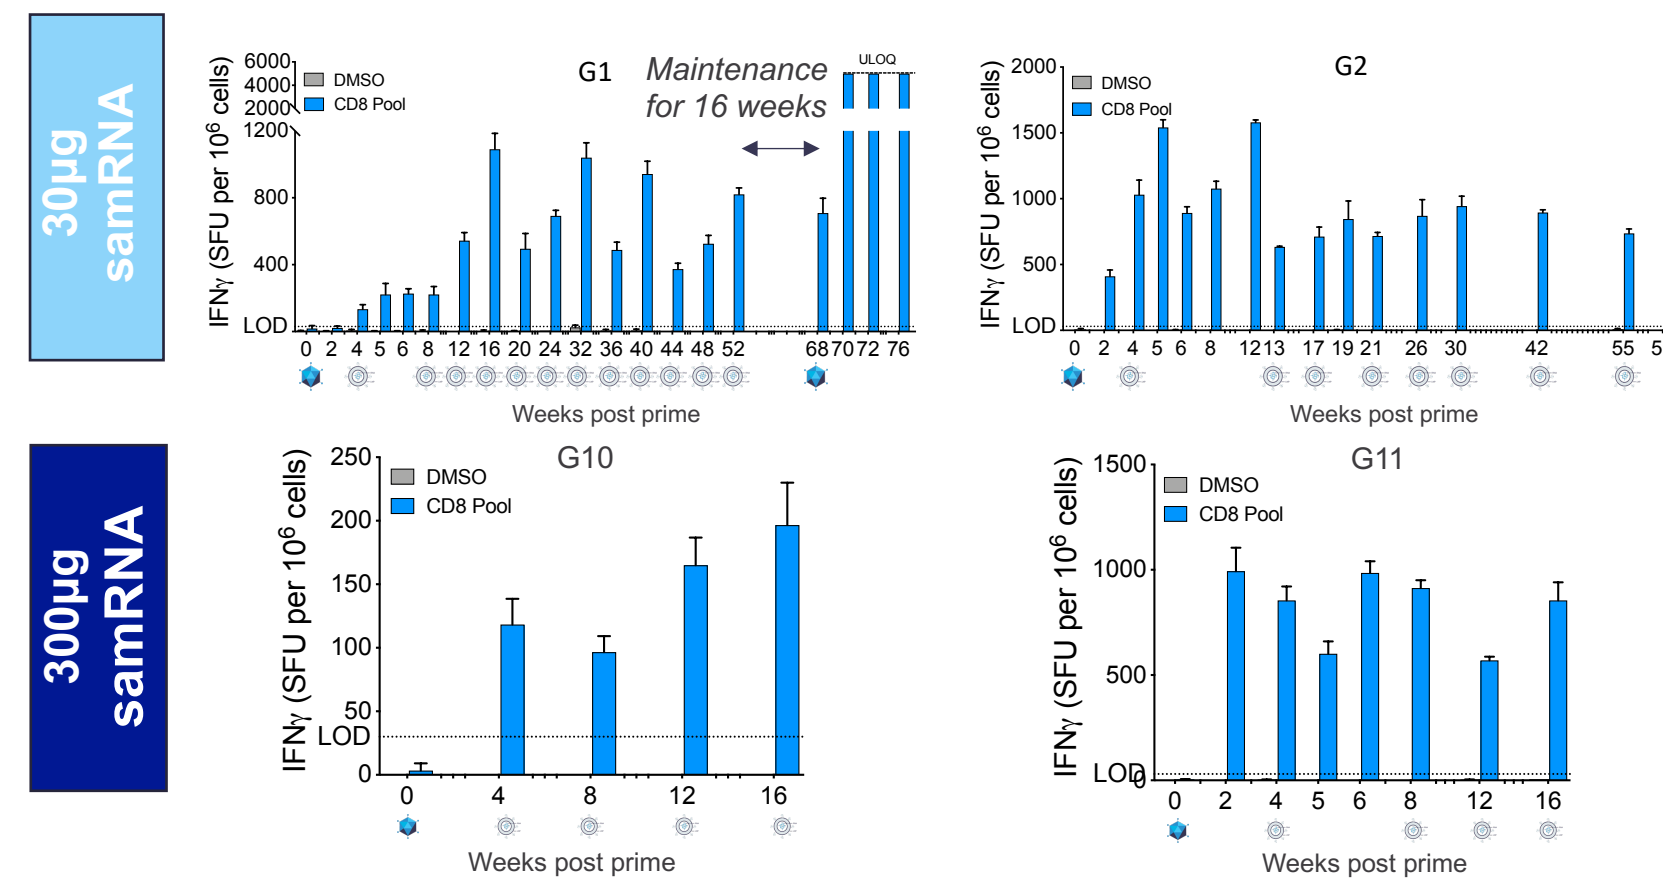 30µg
samRNA
IFNγ (SFU per 10⁶ cells)
6000
4000
2000
1200
800
400
LOD
DMSO
CD8 Pool
G1
Maintenance
for 16 weeks
ULOQ
0 2 4 5 6 8 12 16 20 24 32 36 40 44 48 52 68 70 72 76
Weeks post prime
IFNγ (SFU per 10⁶ cells)
2000
1500
1000
500
LOD
DMSO
CD8 Pool
G2
0 2 4 5 6 8 12 13 17 19 21 26 30 42 55 5
Weeks post prime
300µg
samRNA
IFNγ (SFU per 10⁶ cells)
250
200
150
100
50
LOD
0
DMSO
CD8 Pool
G10
0 4 8 12 16
Weeks post prime
IFNγ (SFU per 10⁶ cells)
1500
1000
500
LOD
0
DMSO
CD8 Pool
G11
0 2 4 5 6 8 12 16
Weeks post prime